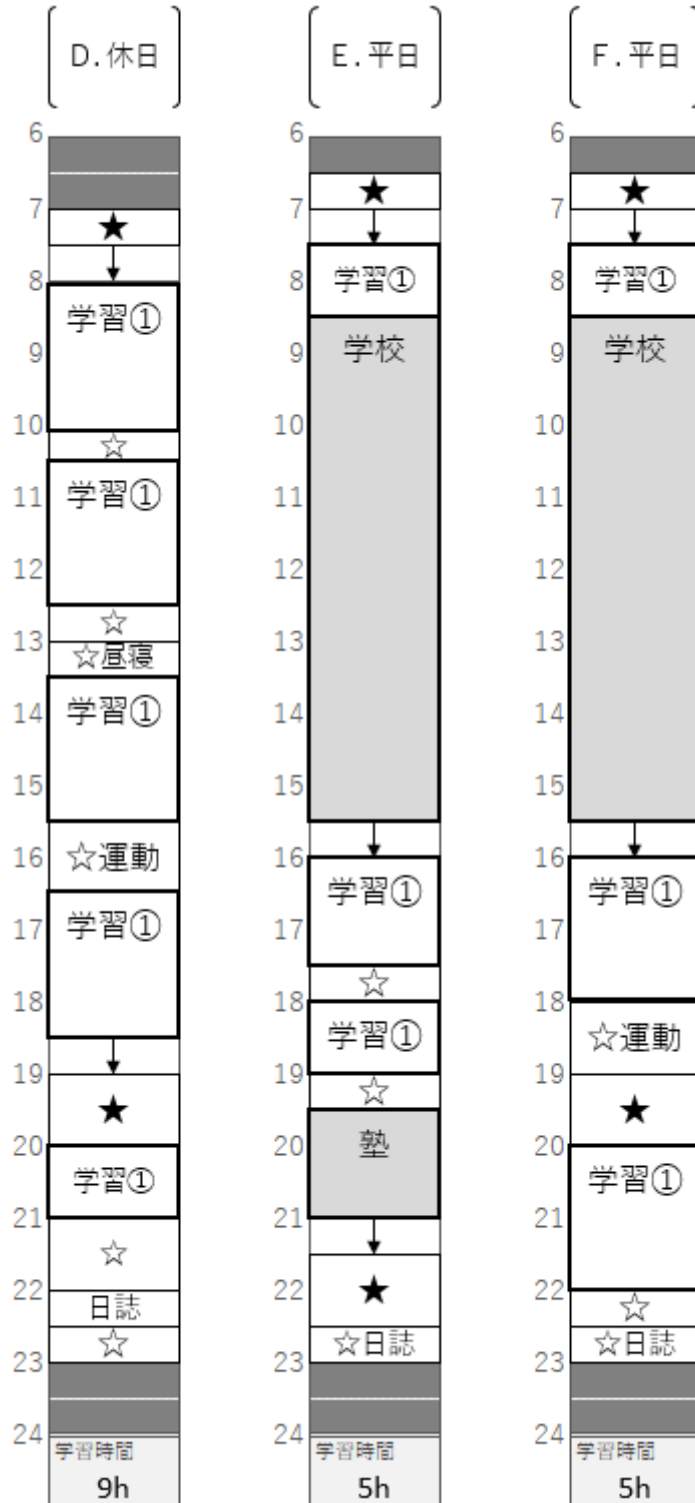 D.休日
6
7
★
8
学習①
9
10
☆
学習①
11
12
☆
13
☆昼寝
学習①
14
15
16
☆運動
学習①
17
18
19
★
20
学習①
21
☆
22
日誌
☆
23
24
学習時間
9h
E.平日
6
★
7
8
学習①
学校
9
10
11
12
13
14
15
16
学習①
17
☆
18
学習①
19
☆
塾
20
21
22
★
☆日誌
23
24
学習時間
5h
F.平日
6
★
7
8
学習①
学校
9
10
11
12
13
14
15
16
学習①
17
18
☆運動
19
★
20
学習①
21
22
☆
☆日誌
23
24
学習時間
5h